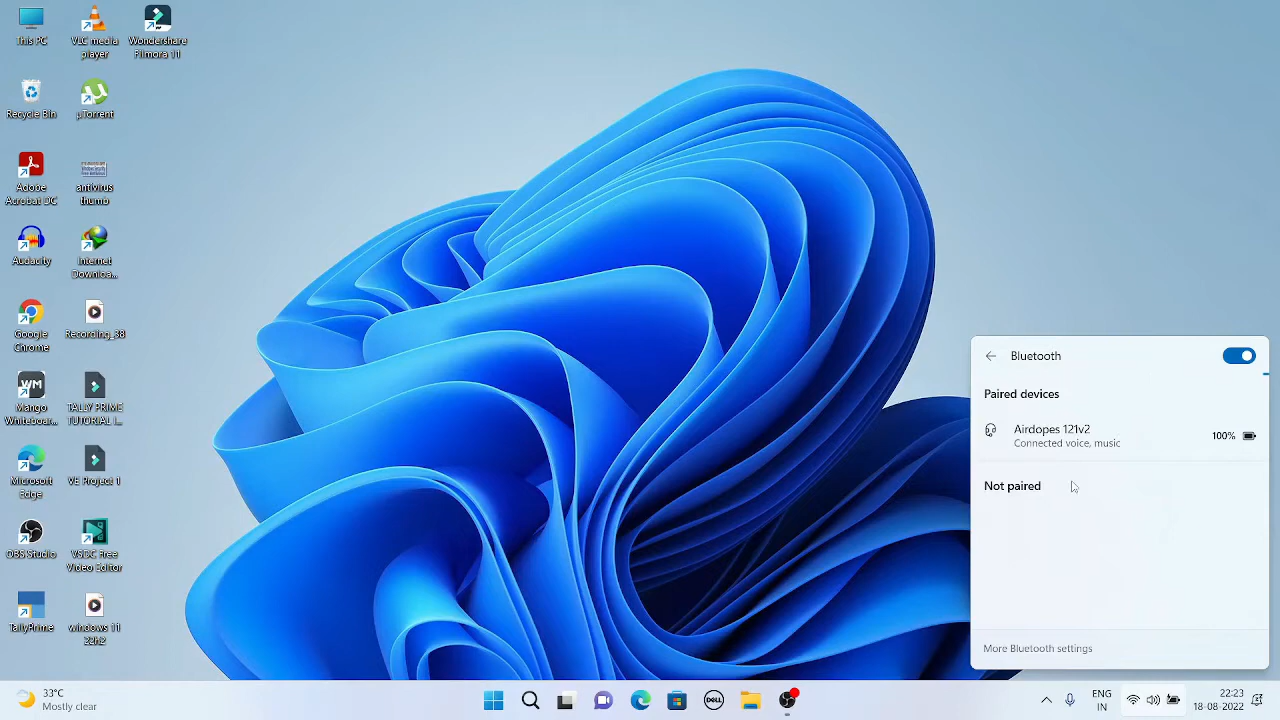 This PC
VLC media
player
Wondershare
Filmora 11
Recycle Bin
µTorrent
Adobe
Acrobat DC
antivirus
thumb
Audacity
Internet
Downloa...
Google
Chrome
Recording_38
Mango
Whiteboar...
TALLY PRIME
TUTORIAL I...
Microsoft
Edge
VE Project 1
OBS Studio
VSDC Free
Video Editor
TallyPrime
windows 11
22h2
Bluetooth
Paired devices
Airdopes 121v2
Connected voice, music
100%
Not paired
More Bluetooth settings
33°C
Mostly clear
DELL
ENG
IN
22:23
18-08-2022